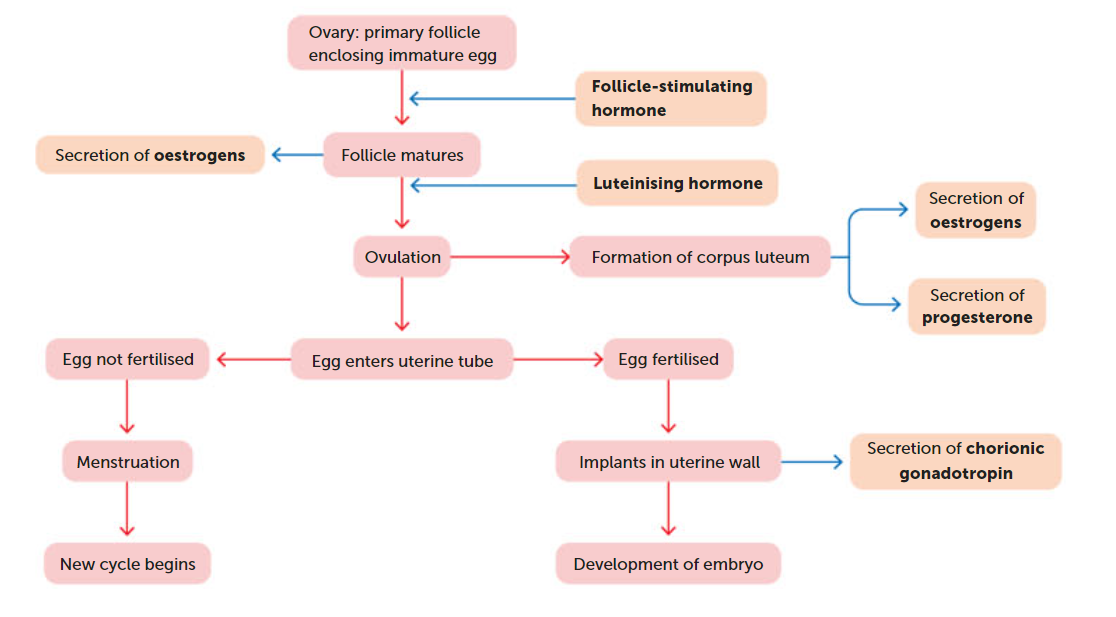 Ovary: primary follicle
enclosing immature egg
Follicle-stimulating
hormone
Secretion of oestrogens
Follicle matures
Luteinising hormone
Secretion of
oestrogens
Ovulation
Formation of corpus luteum
Secretion of
progesterone
Egg not fertilised
Egg enters uterine tube
Egg fertilised
Menstruation
Implants in uterine wall
Secretion of chorionic
gonadotropin
New cycle begins
Development of embryo